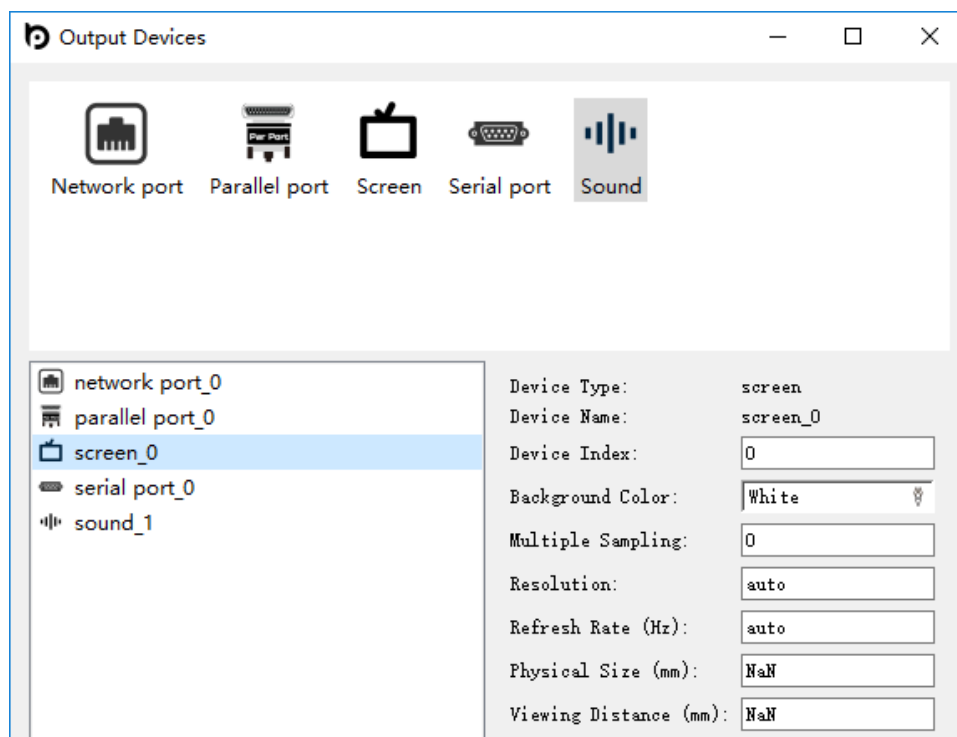 Output Devices
Par Port
Network port Parallel port Screen Serial port Sound
network port_0
parallel port_0
screen_0
serial port_0
sound_1
Device Type: screen
Device Name: screen_0
Device Index: 0
Background Color: White
Multiple Sampling: 0
Resolution: auto
Refresh Rate (Hz): auto
Physical Size (mm): NaN
Viewing Distance (mm): NaN